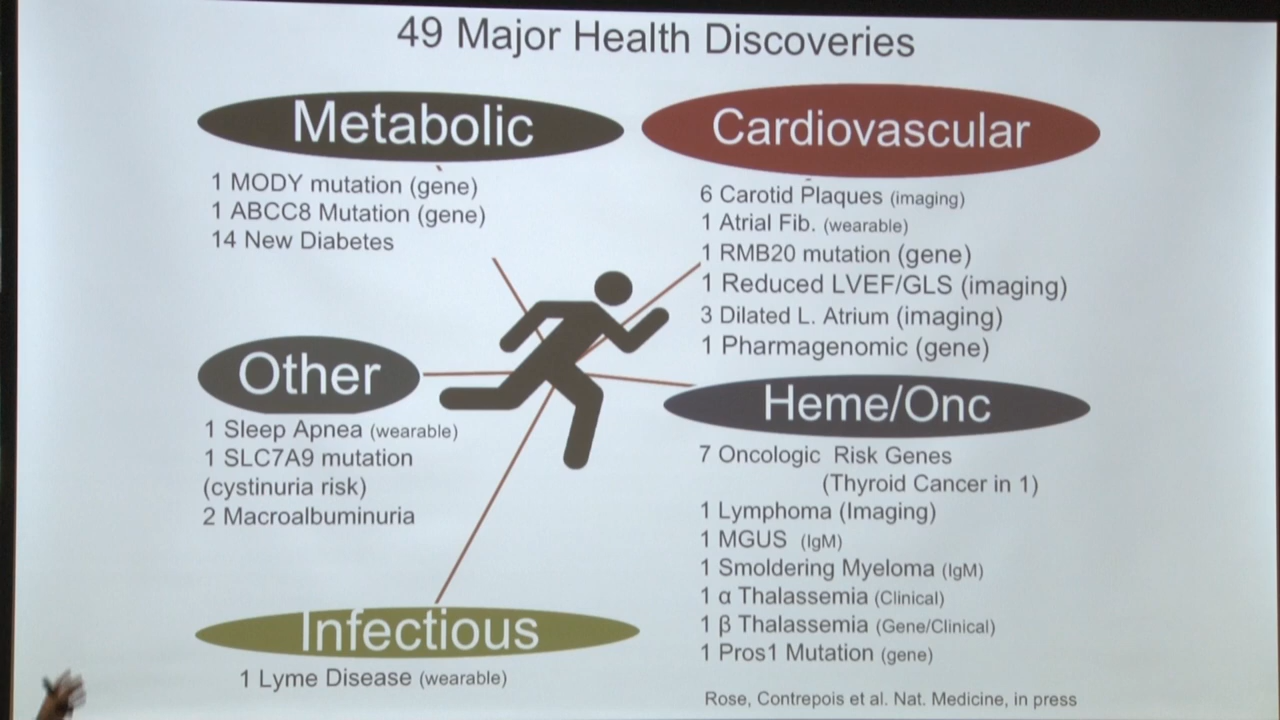 49 Major Health Discoveries
Metabolic
1 MODY mutation (gene)
1 ABCC8 Mutation (gene)
14 New Diabetes
Cardiovascular
6 Carotid Plaques (imaging)
1 Atrial Fib. (wearable)
1 RMB20 mutation (gene)
1 Reduced LVEF/GLS (imaging)
3 Dilated L. Atrium (imaging)
1 Pharmagenomic (gene)
Other
1 Sleep Apnea (wearable)
1 SLC7A9 mutation
(cystinuria risk)
2 Macroalbuminuria
Heme/Onc
7 Oncologic Risk Genes
(Thyroid Cancer in 1)
1 Lymphoma (Imaging)
1 MGUS (IgM)
1 Smoldering Myeloma (IgM)
1 α Thalassemia (Clinical)
1 β Thalassemia (Gene/Clinical)
1 Pros1 Mutation (gene)
Infectious
1 Lyme Disease (wearable)
Rose, Contrepois et al. Nat. Medicine, in press